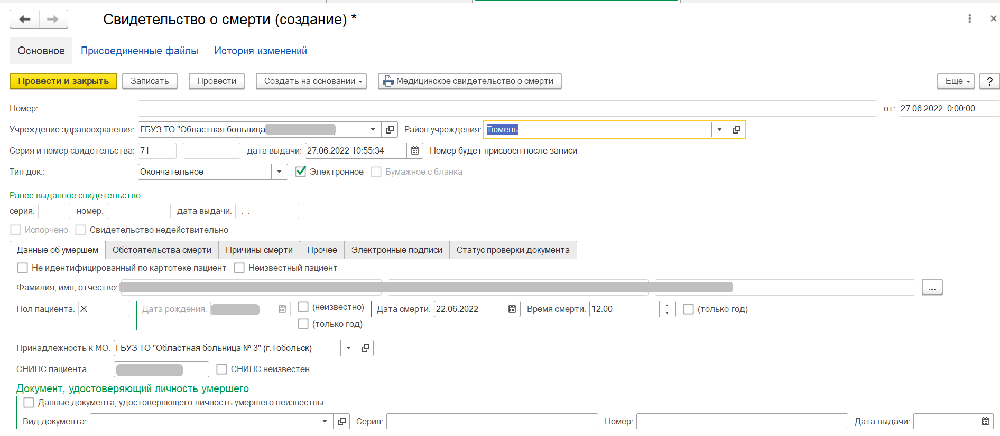 Свидетельство о смерти (создание) *
Основное Присоединенные файлы История изменений
Провести и закрыть Записать Провести Создать на основании Медицинское свидетельство о смерти Еще ?
Номер: от: 27.06.2022 0:00:00
Учреждение здравоохранения: ГБУЗ ТО "Областная больница Район учреждения: Тюмень
Серия и номер свидетельства: 71 дата выдачи: 27.06.2022 10:55:34 Номер будет присвоен после записи
Тип док.: Окончательное Электронное Бумажное с бланка
Ранее выданное свидетельство
серия: номер: дата выдачи: . .
Испорчено Свидетельство недействительно
Данные об умершем Обстоятельства смерти Причины смерти Прочее Электронные подписи Статус проверки документа
Не идентифицированный по картотеке пациент Неизвестный пациент
Фамилия, имя, отчество: ...
Пол пациента: Ж Дата рождения: (неизвестно) Дата смерти: 22.06.2022 Время смерти: 12:00 (только год)
(только год)
Принадлежность к МО: ГБУЗ ТО "Областная больница № 3" (г.Тобольск)
СНИЛС пациента: СНИЛС неизвестен
Документ, удостоверяющий личность умершего
Данные документа, удостоверяющего личность умершего неизвестны
Вид документа: Серия: Номер: Дата выдачи: . .